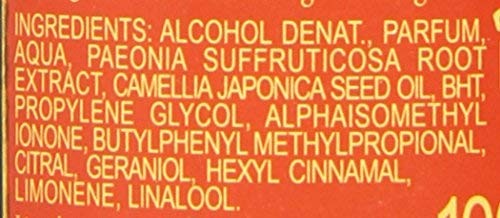 INGREDIENTS: ALCOHOL DENAT., PARFUM,
AQUA, PAEONIA SUFFRUTICOSA ROOT
EXTRACT, CAMELLIA JAPONICA SEED OIL, BHT,
PROPYLENE GLYCOL, ALPHAISOMETHYL
IONONE, BUTYLPHENYL METHYLPROPIONAL,
CITRAL, GERANIOL, HEXYL CINNAMAL,
LIMONENE, LINALOOL.